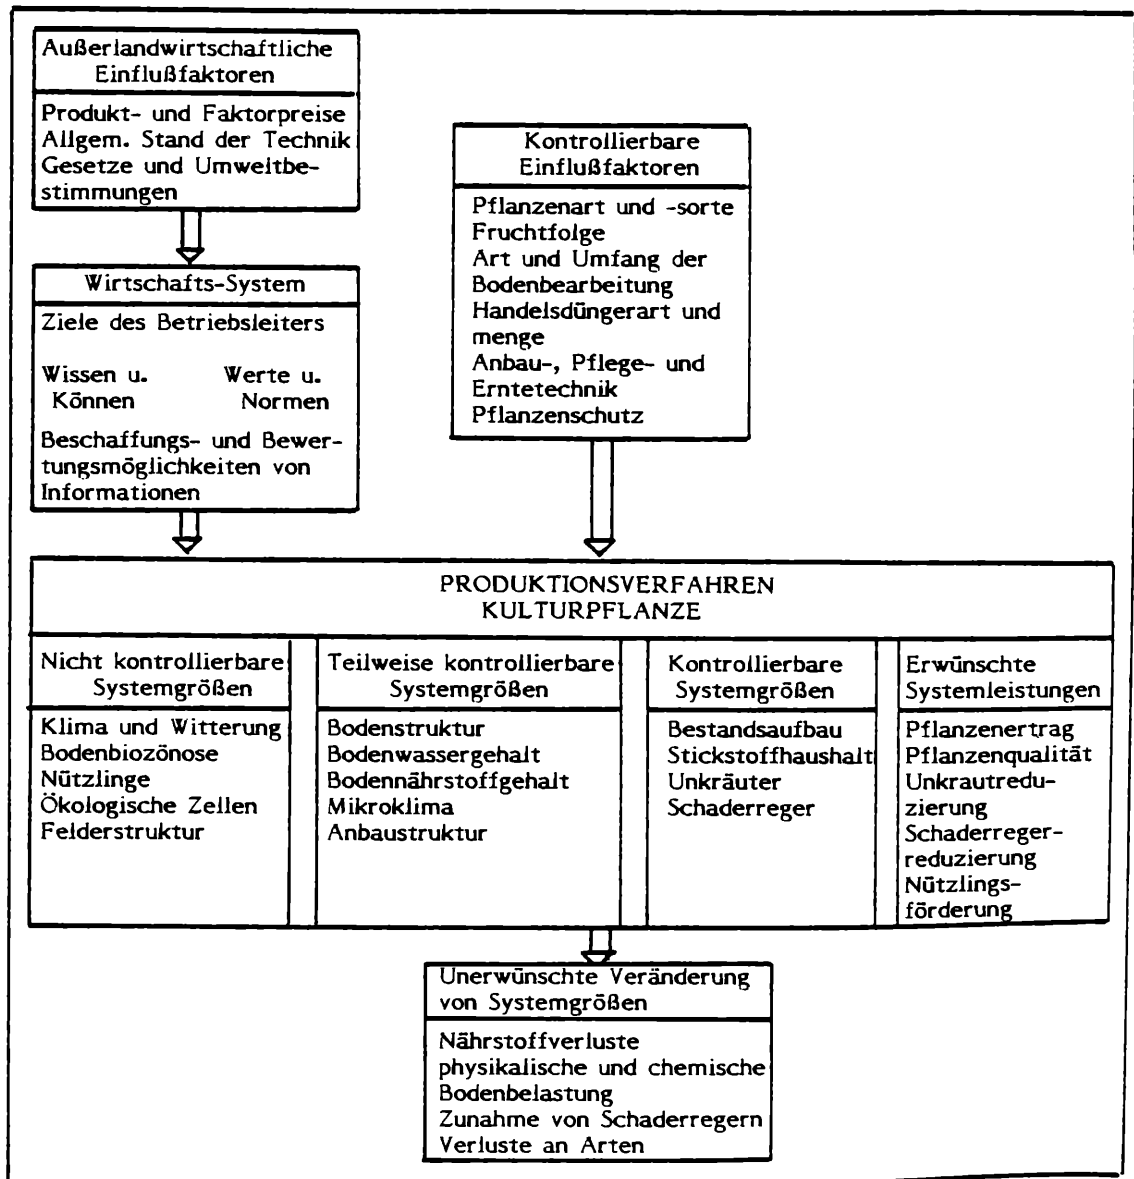 Außerlandwirtschaftliche
Einflußfaktoren
Produkt- und Faktorpreise
Allgem. Stand der Technik
Gesetze und Umweltbe-
stimmungen
Kontrollierbare
Einflußfaktoren
Pflanzenart und -sorte
Fruchtfolge
Art und Umfang der
Bodenbearbeitung
Handelsdüngerart und
menge
Anbau-, Pflege- und
Erntetechnik
Pflanzenschutz
Wirtschafts-System
Ziele des Betriebsleiters
Wissen u. Werte u.
Können Normen
Beschaffungs- und Bewer-
tungsmöglichkeiten von
Informationen
PRODUKTIONSVERFAHREN
KULTURPFLANZE
Nicht kontrollierbare
Systemgrößen
Klima und Witterung
Bodenbiozönose
Nützlinge
Ökologische Zellen
Felderstruktur
Teilweise kontrollierbare
Systemgrößen
Bodenstruktur
Bodenwassergehalt
Bodennährstoffgehalt
Mikroklima
Anbaustruktur
Kontrollierbare
Systemgrößen
Bestandsaufbau
Stickstoffhaushalt
Unkräuter
Schaderreger
Erwünschte
Systemleistungen
Pflanzenertrag
Pflanzenqualität
Unkrautredu-
zierung
Schaderreger-
reduzierung
Nützlings-
förderung
Unerwünschte Veränderung
von Systemgrößen
Nährstoffverluste
physikalische und chemische
Bodenbelastung
Zunahme von Schaderregern
Verluste an Arten